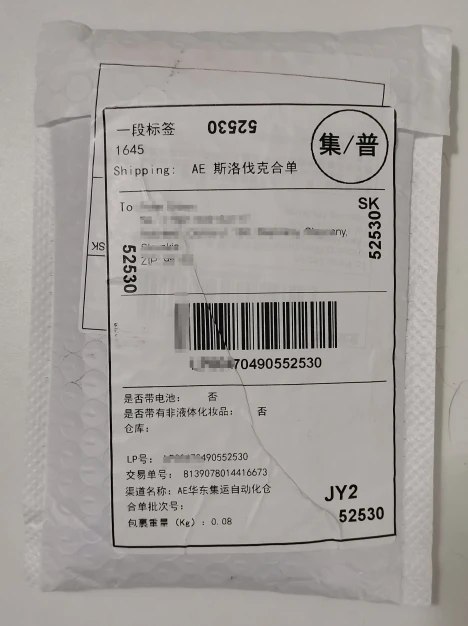 一段标签
52530
集/普
1645
Shipping: AE 斯洛伐克合单
To
SK
52530
52530
ZIP
SK
70490552530
是否带电池: 否
是否带有非液体化妆品: 否
仓库:
LP号: 490552530
交易单号: 8139078014416673
渠道名称: AE华东集运自动化仓
合单批次号:
包裹重量(Kg): 0.08
JY2
52530